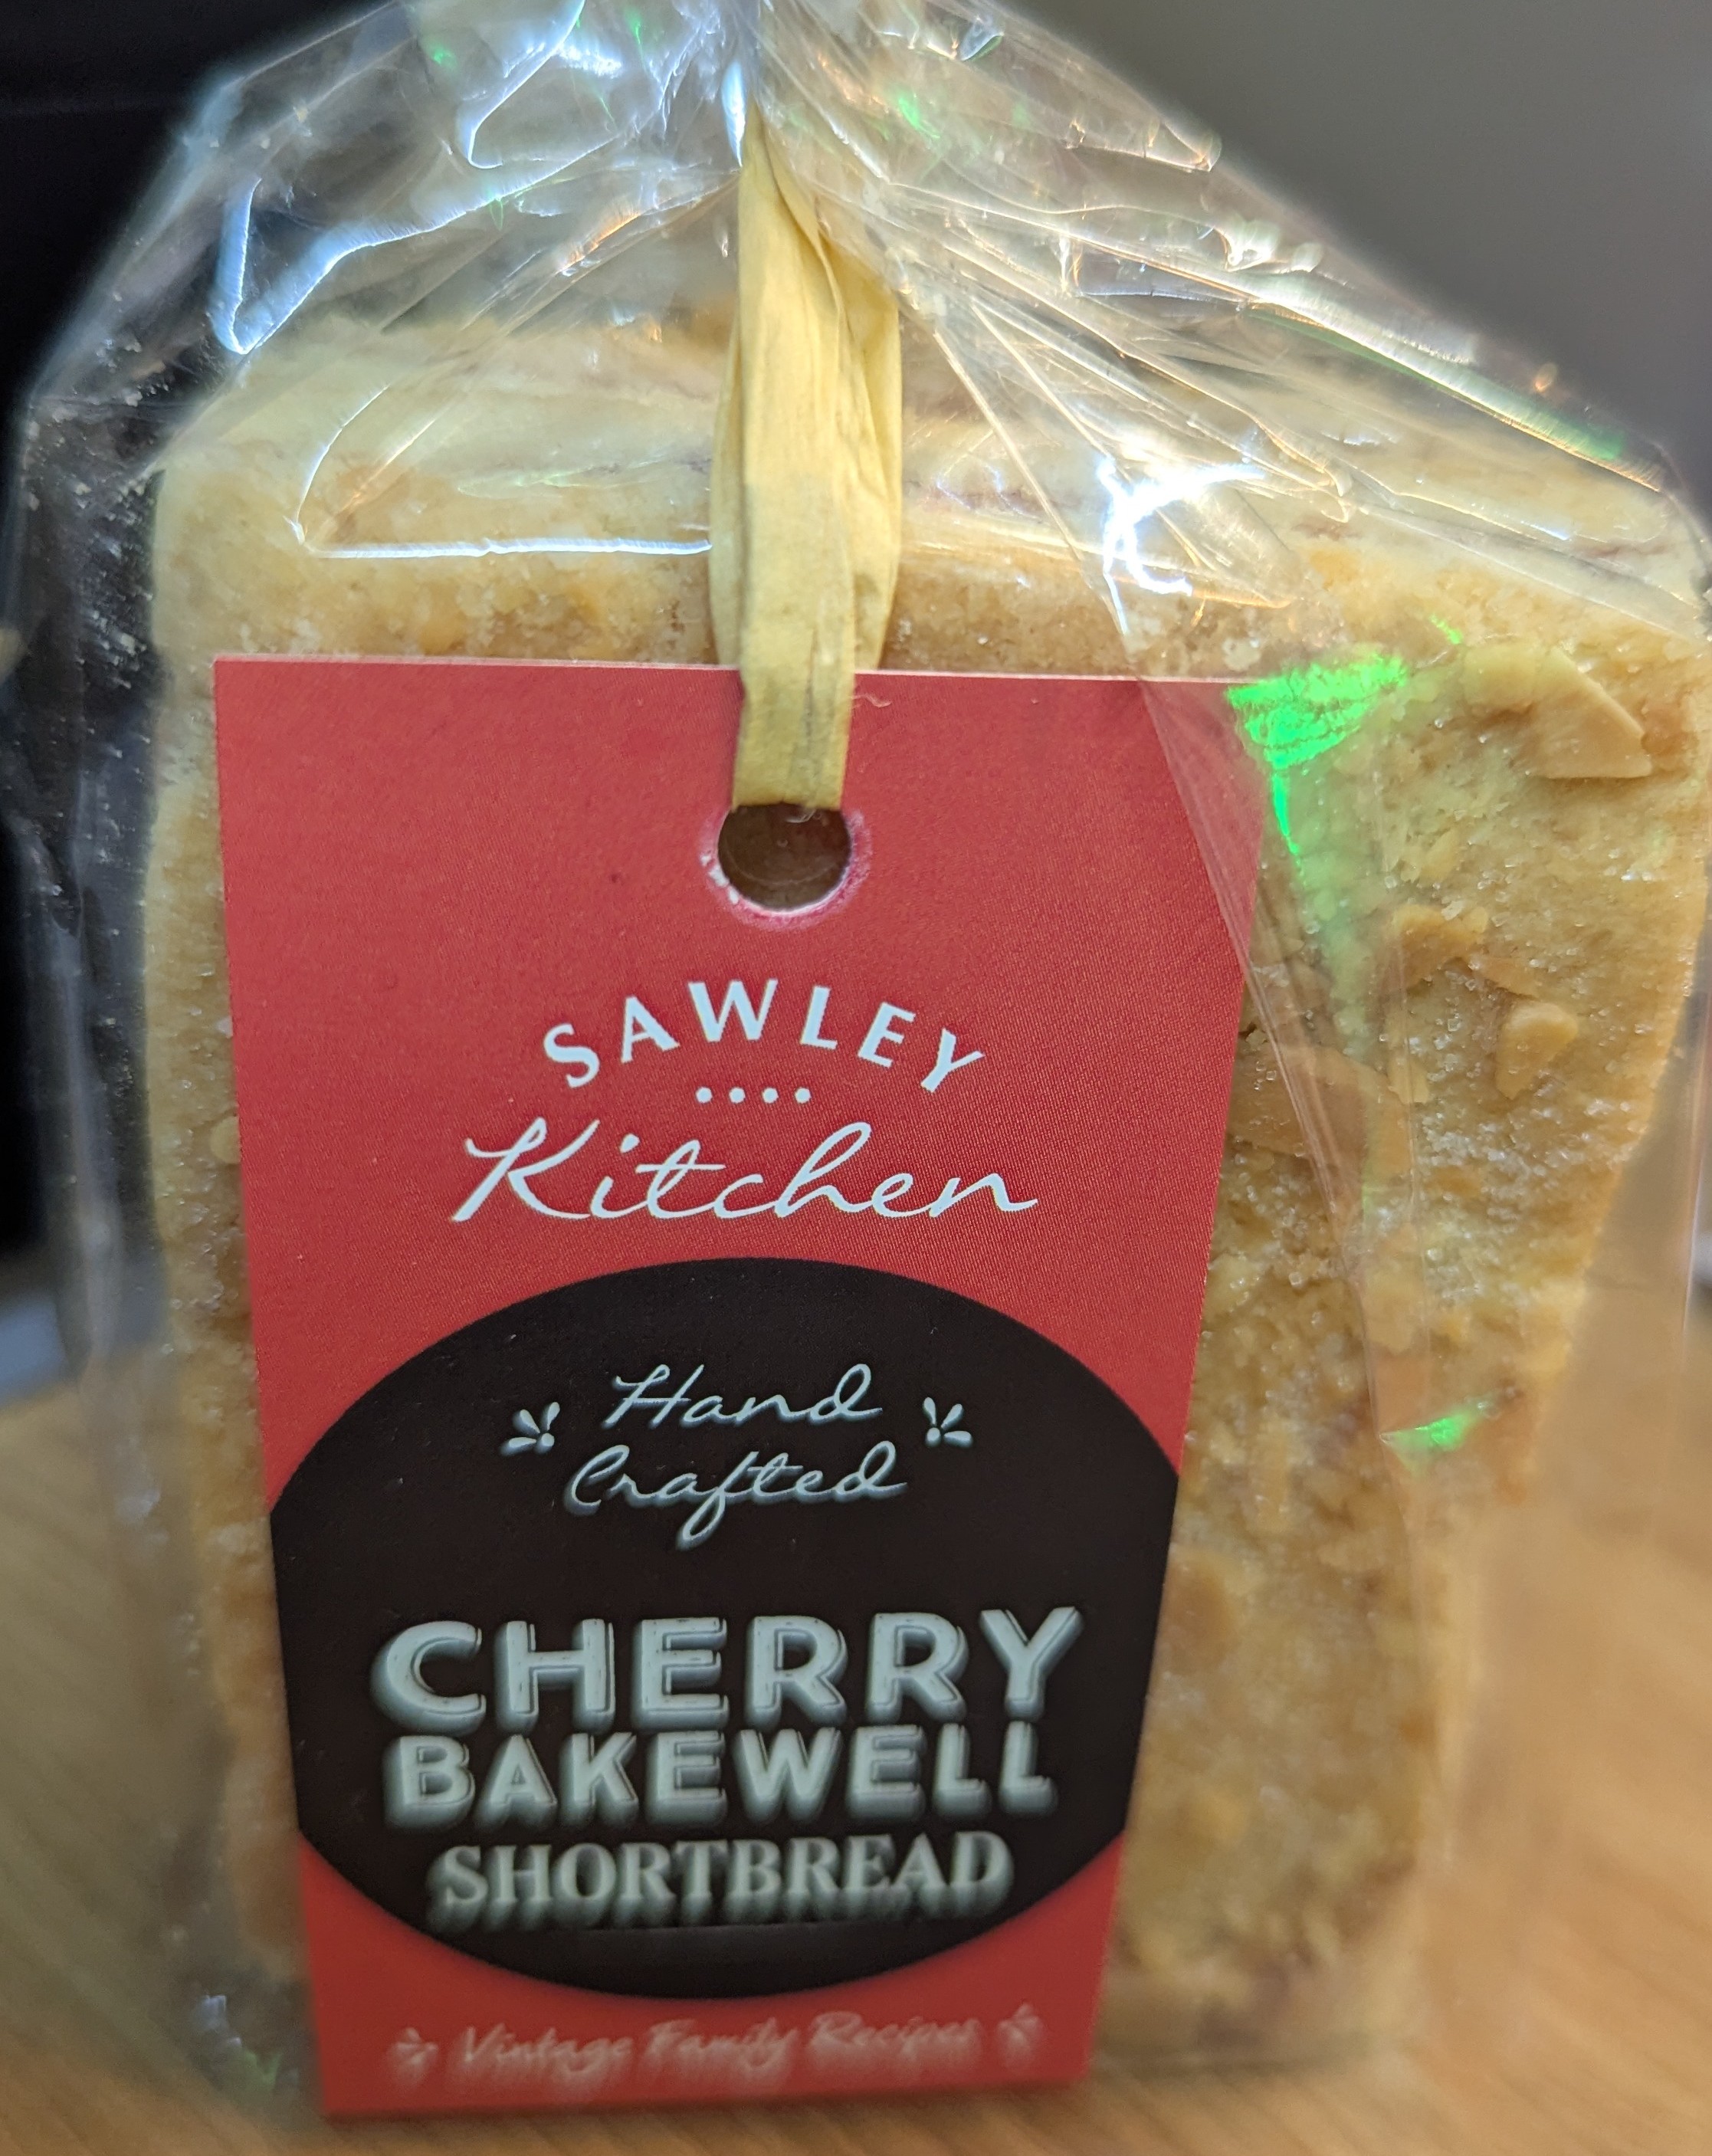 SAWLEY
Kitchen
Hand
Crafted
CHERRY
BAKEWELL
SHORTBREAD
Vintage Family Recipes